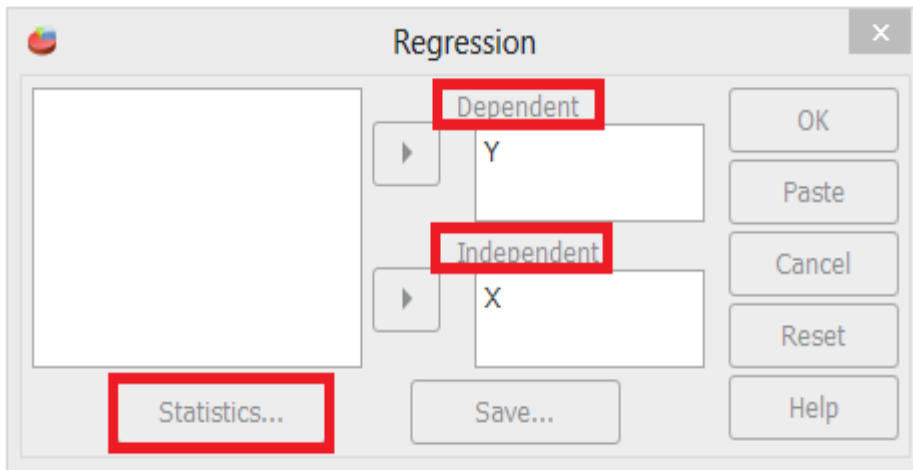 Regression
x
Dependent
Y
Independent
X
OK
Paste
Cancel
Reset
Help
Statistics...
Save...